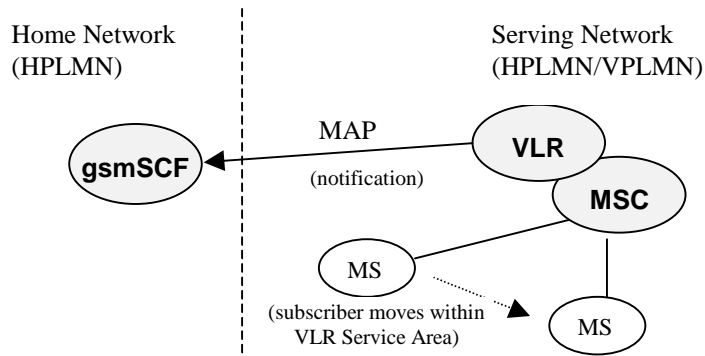 Home Network
(HPLMN)
Serving Network
(HPLMN/VPLMN)
MAP
VLR
gsmSCF
(notification)
MSC
MS
(subscriber moves within
VLR Service Area)
MS